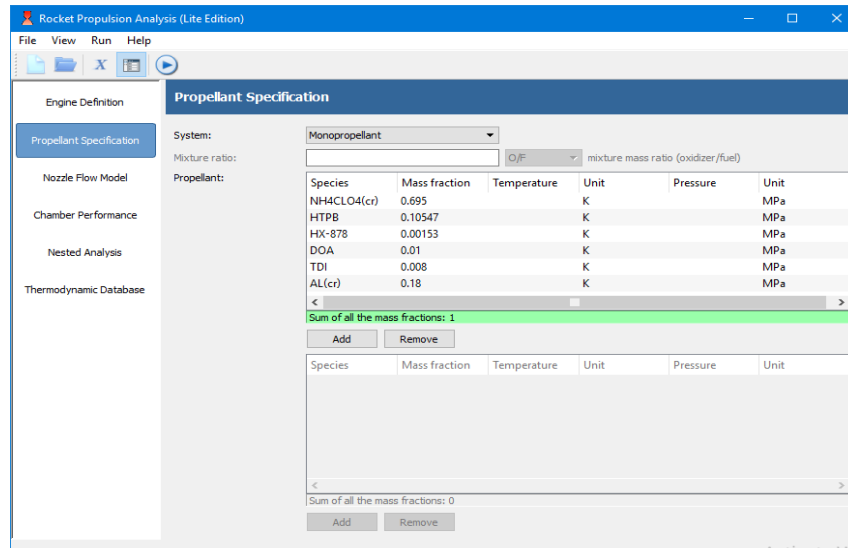 Rocket Propulsion Analysis (Lite Edition)
File View Run Help
Engine Definition
Propellant Specification
Nozzle Flow Model
Chamber Performance
Nested Analysis
Thermodynamic Database
Propellant Specification
System: Monopropellant
Mixture ratio: O/F mixture mass ratio (oxidizer/fuel)
Propellant:
Species Mass fraction Temperature Unit Pressure Unit
NH4CLO4(cr) 0.695 K MPa
HTPB 0.10547 K MPa
HX-878 0.00153 K MPa
DOA 0.01 K MPa
TDI 0.008 K MPa
AL(cr) 0.18 K MPa
Sum of all the mass fractions: 1
Add Remove
Species Mass fraction Temperature Unit Pressure Unit
Sum of all the mass fractions: 0
Add Remove